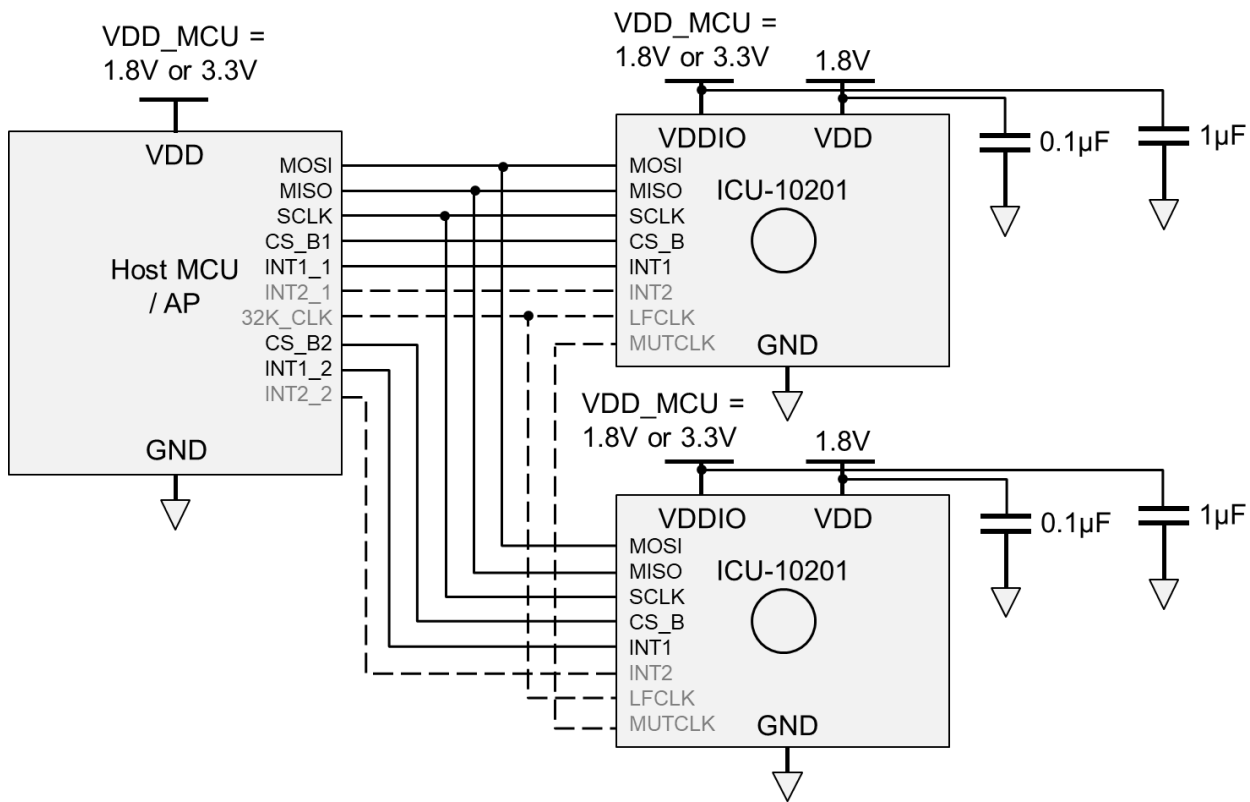 VDD_MCU =
1.8V or 3.3V
VDD
MOSI
MISO
SCLK
CS_B1
INT1_1
INT2_1
32K_CLK
CS_B2
INT1_2
INT2_2
Host MCU
/ AP
GND
VDD_MCU =
1.8V or 3.3V
1.8V
VDDIO
VDD
MOSI
MISO
SCLK
CS_B
INT1
INT2
LFCLK
MUTCLK
ICU-10201
GND
0.1µF
1µF
VDD_MCU =
1.8V or 3.3V
1.8V
VDDIO
VDD
MOSI
MISO
SCLK
CS_B
INT1
INT2
LFCLK
MUTCLK
ICU-10201
GND
0.1µF
1µF